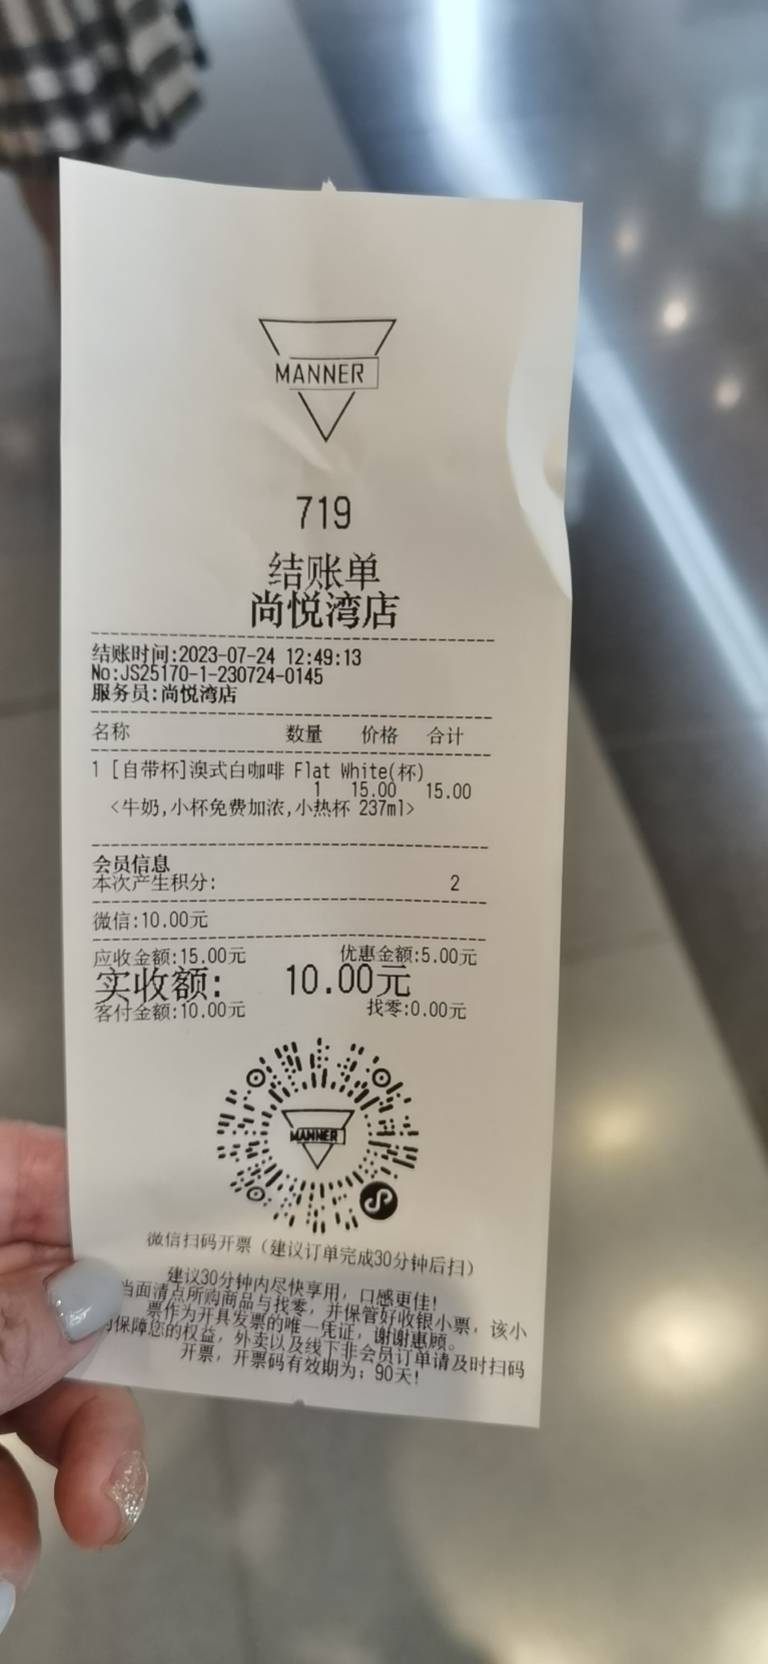 MANNER
719
结账单
尚悦湾店
结账时间:2023-07-24 12:49:13
No:JS25170-1-230724-0145
服务员:尚悦湾店
名称 数量 价格 合计
1 [自带杯]澳式白咖啡 Flat White(杯)
1 15.00 15.00
<牛奶,小杯免费加浓,小热杯 237ml>
会员信息
本次产生积分: 2
微信:10.00元
应收金额:15.00元 优惠金额:5.00元
实收额: 10.00元
客付金额:10.00元 找零:0.00元
MANNER
微信扫码开票（建议订单完成30分钟后扫）
建议30分钟内尽快享用，口感更佳!
当面清点所购商品与找零，并保管好收银小票，该小
票作为开具发票的唯一凭证，谢谢惠顾。
保障您的权益，外卖以及线下非会员订单请及时扫码
开票，开票码有效期为：90天!